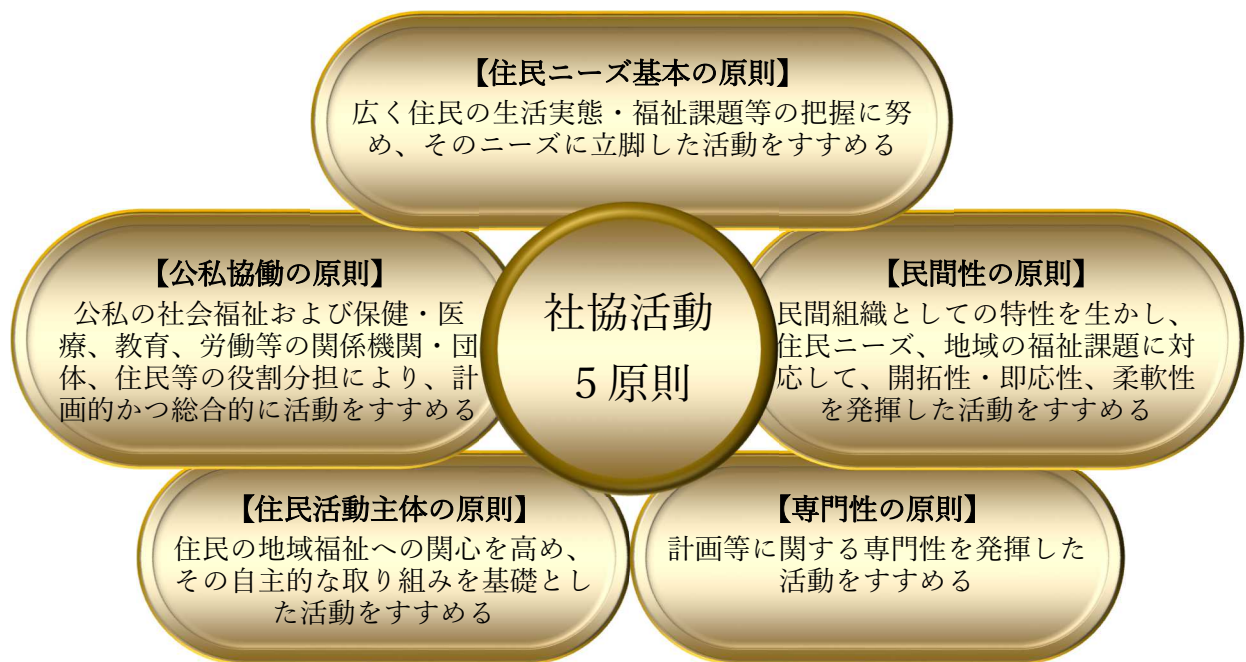 【住民ニーズ基本の原則】
広く住民の生活実態・福祉課題等の把握に努
め、そのニーズに立脚した活動をすすめる
【公私協働の原則】
公私の社会福祉および保健・医
療、教育、労働等の関係機関・団
体、住民等の役割分担により、計
画的かつ総合的に活動をすすめる
社協活動
5原則
【民間性の原則】
民間組織としての特性を生かし、
住民ニーズ、地域の福祉課題に対
応して、開拓性・即応性、柔軟性
を発揮した活動をすすめる
【住民活動主体の原則】
住民の地域福祉への関心を高め、
その自主的な取り組みを基礎とし
た活動をすすめる
【専門性の原則】
計画等に関する専門性を発揮した
活動をすすめる